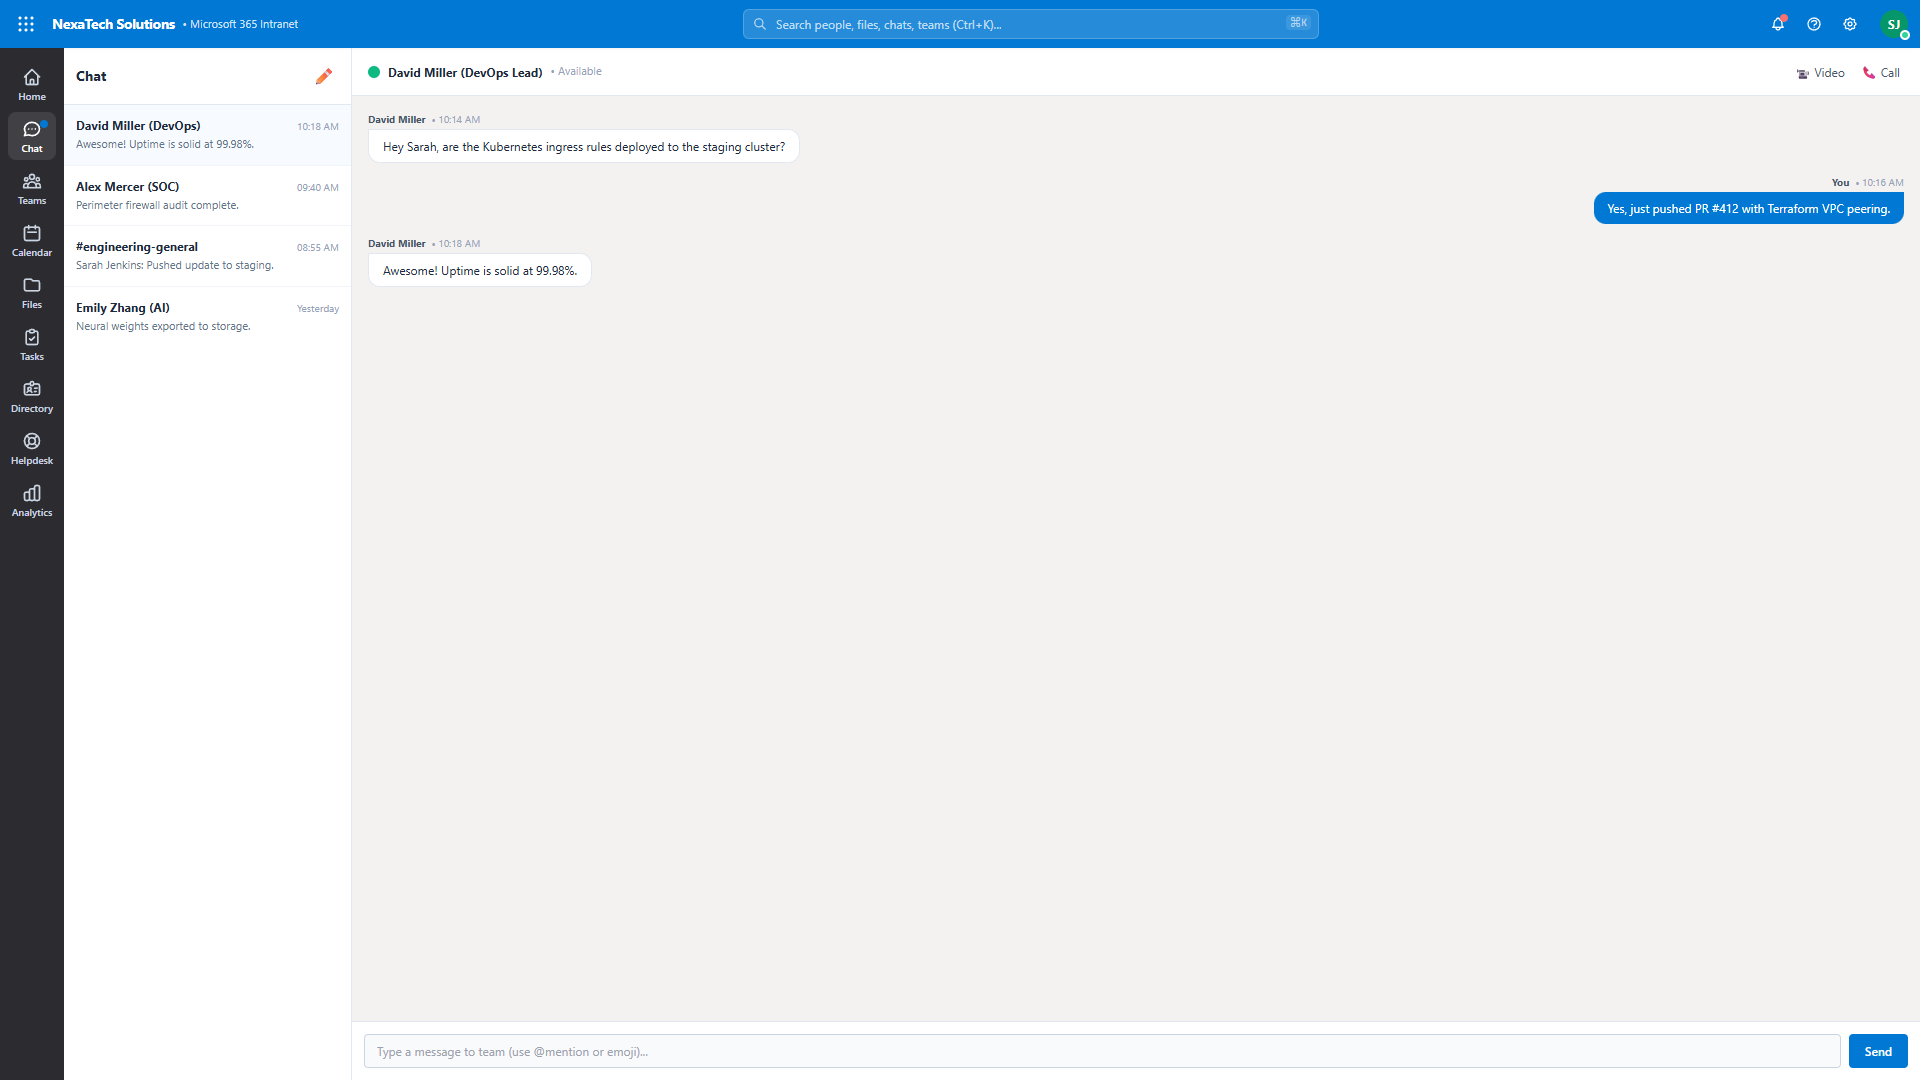 NexaTech Solutions • Microsoft 365 Intranet
Search people, files, chats, teams (Ctrl+K)...
⌘K
SJ
Home
Chat
Teams
Calendar
Files
Tasks
Directory
Helpdesk
Analytics
Chat
David Miller (DevOps) 10:18 AM
Awesome! Uptime is solid at 99.98%.
Alex Mercer (SOC) 09:40 AM
Perimeter firewall audit complete.
#engineering-general 08:55 AM
Sarah Jenkins: Pushed update to staging.
Emily Zhang (AI) Yesterday
Neural weights exported to storage.
David Miller (DevOps Lead) • Available
Video
Call
David Miller • 10:14 AM
Hey Sarah, are the Kubernetes ingress rules deployed to the staging cluster?
You • 10:16 AM
Yes, just pushed PR #412 with Terraform VPC peering.
David Miller • 10:18 AM
Awesome! Uptime is solid at 99.98%.
Type a message to team (use @mention or emoji)...
Send